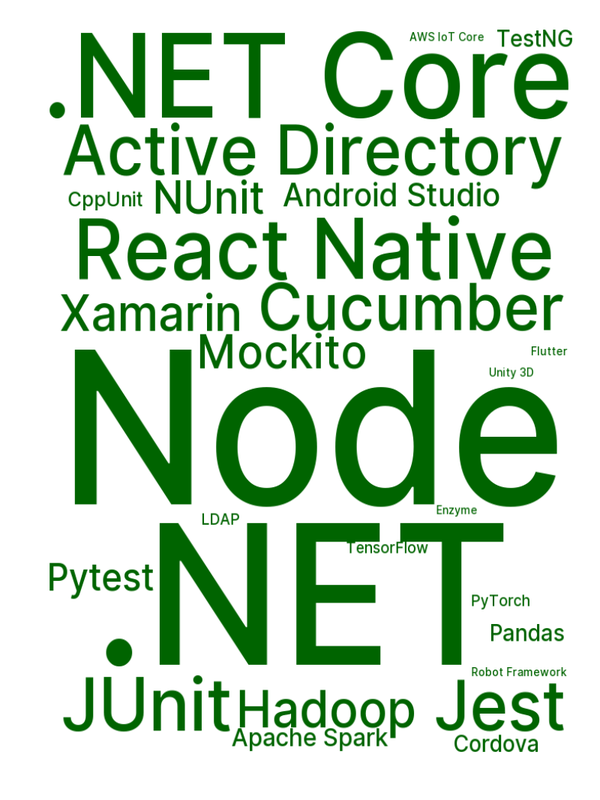 AWS IoT Core
TestNG
.NET Core
Active Directory
CppUnit
NUnit
Android Studio
React Native
Xamarin
Cucumber
Mockito
Flutter
Unity 3D
Node
Enzyme
LDAP
TensorFlow
.NET
Pytest
PyTorch
Pandas
Robot Framework
JUnit
Hadoop
Jest
Apache Spark
Cordova